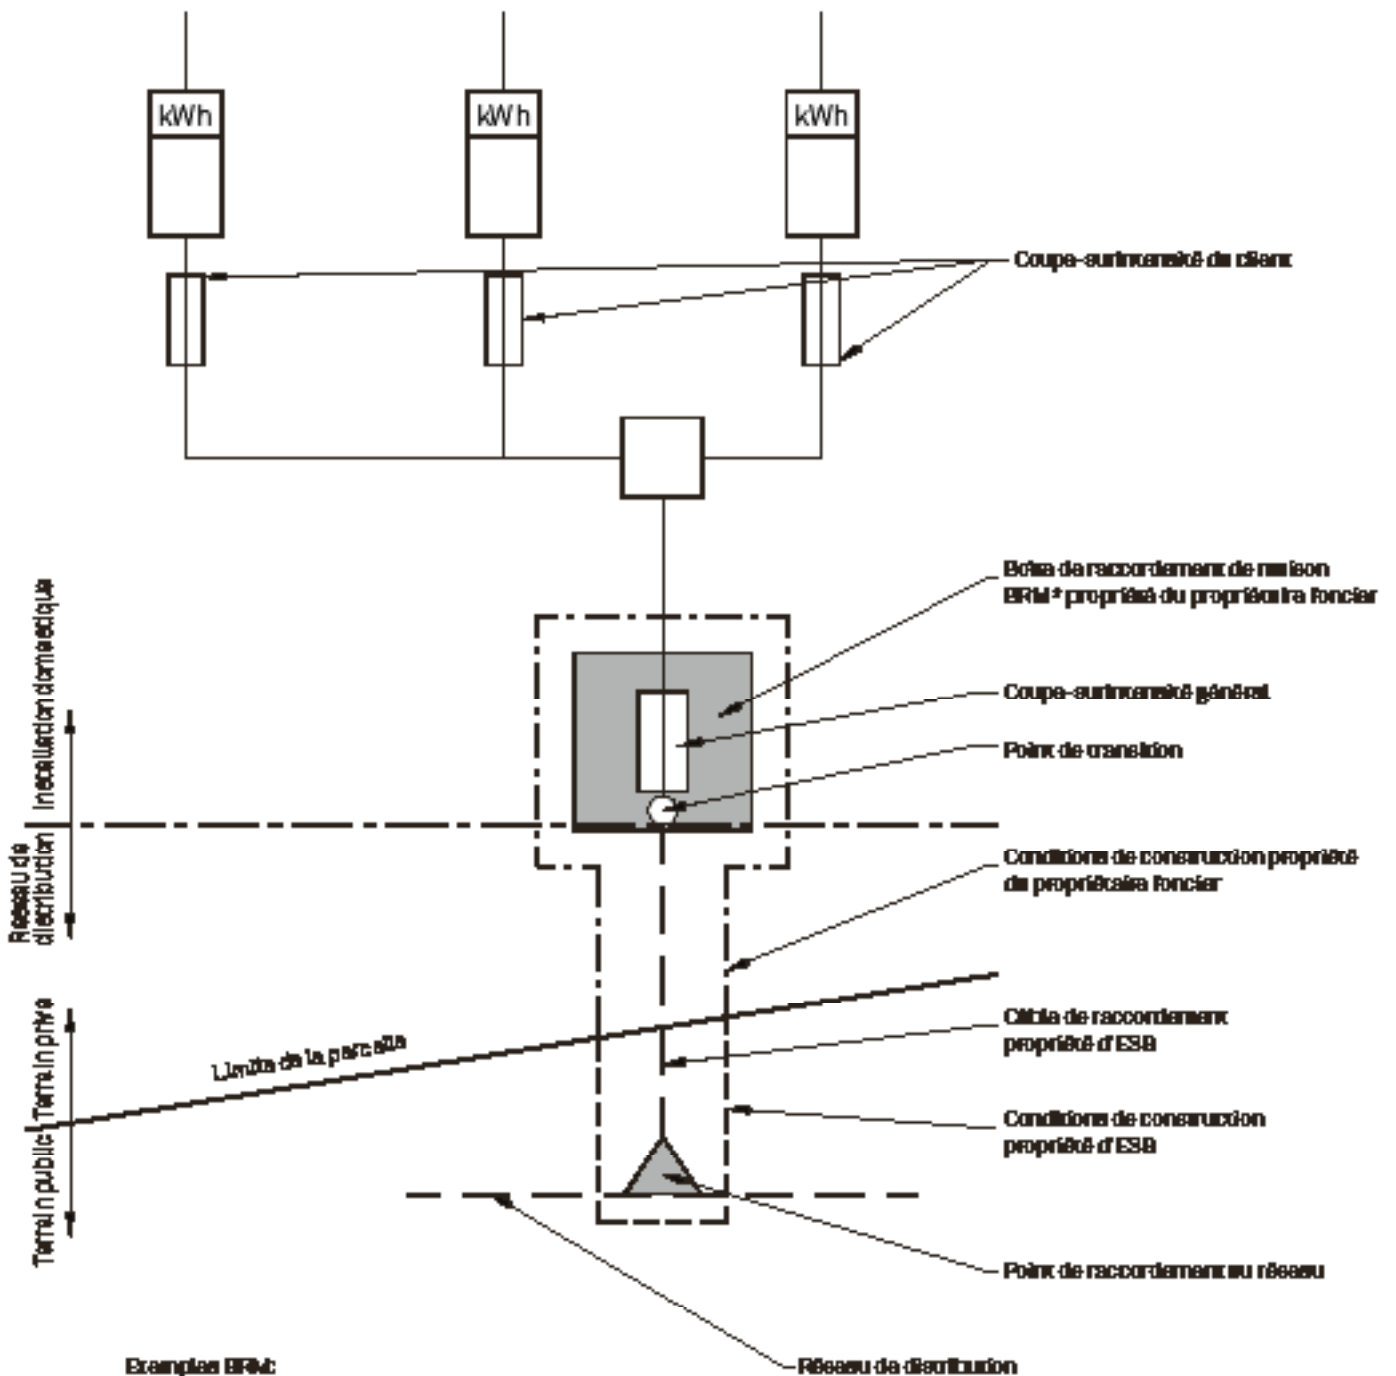 kWh
kWh
kWh
Coupe-surintensité du client
Boîte de raccordement de maison
BRM* propriété du propriétaire foncier
Coupe-surintensité général
Point de transition
Installation domestique
Réseau de
distribution
Conditions de construction propriété
du propriétaire foncier
Terrain privé
Limite de la parcelle
Câble de raccordement
propriété d'ESB
Terrain public
Conditions de construction
propriété d'ESB
Point de raccordement au réseau
Exemples BRM:
Réseau de distribution